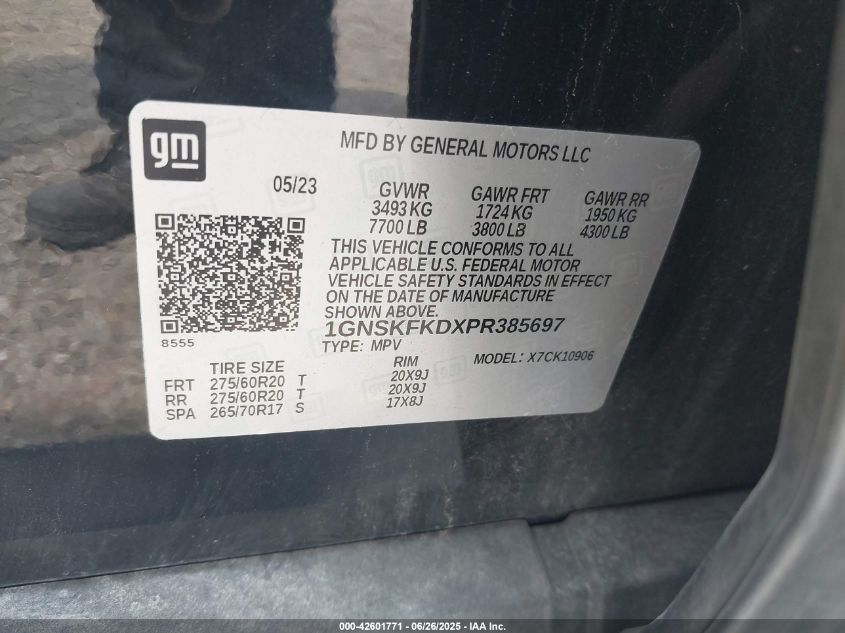 gm
MFD BY GENERAL MOTORS LLC
05/23 GVWR GAWR FRT GAWR RR
3493 KG 1724 KG 1950 KG
7700 LB 3800 LB 4300 LB
THIS VEHICLE CONFORMS TO ALL
APPLICABLE U.S. FEDERAL MOTOR
VEHICLE SAFETY STANDARDS IN EFFECT
ON THE DATE OF MANUFACTURE
SHOWN ABOVE.
8555
1GNSKFKDXPR385697
TYPE: MPV MODEL: X7CK10906
TIRE SIZE RIM
FRT 275/60R20 T 20X9J
RR 275/60R20 T 20X9J
SPA 265/70R17 S 17X8J
000-42601771 - 06/26/2025 - IAA Inc.